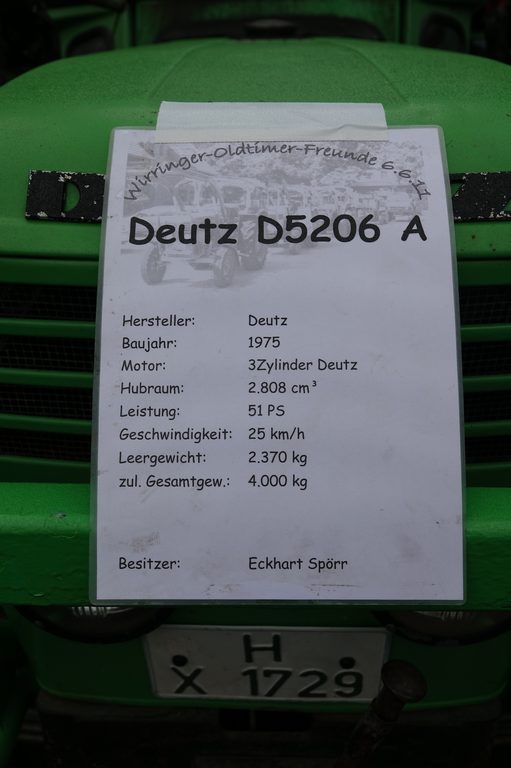 Wirringer-Oldtimer-Freunde 6.6.11
Deutz D5206 A
Hersteller: Deutz
Baujahr: 1975
Motor: 3Zylinder Deutz
Hubraum: 2.808 cm³
Leistung: 51 PS
Geschwindigkeit: 25 km/h
Leergewicht: 2.370 kg
zul. Gesamtgew.: 4.000 kg
Besitzer: Eckhart Spörr
H
X 1729